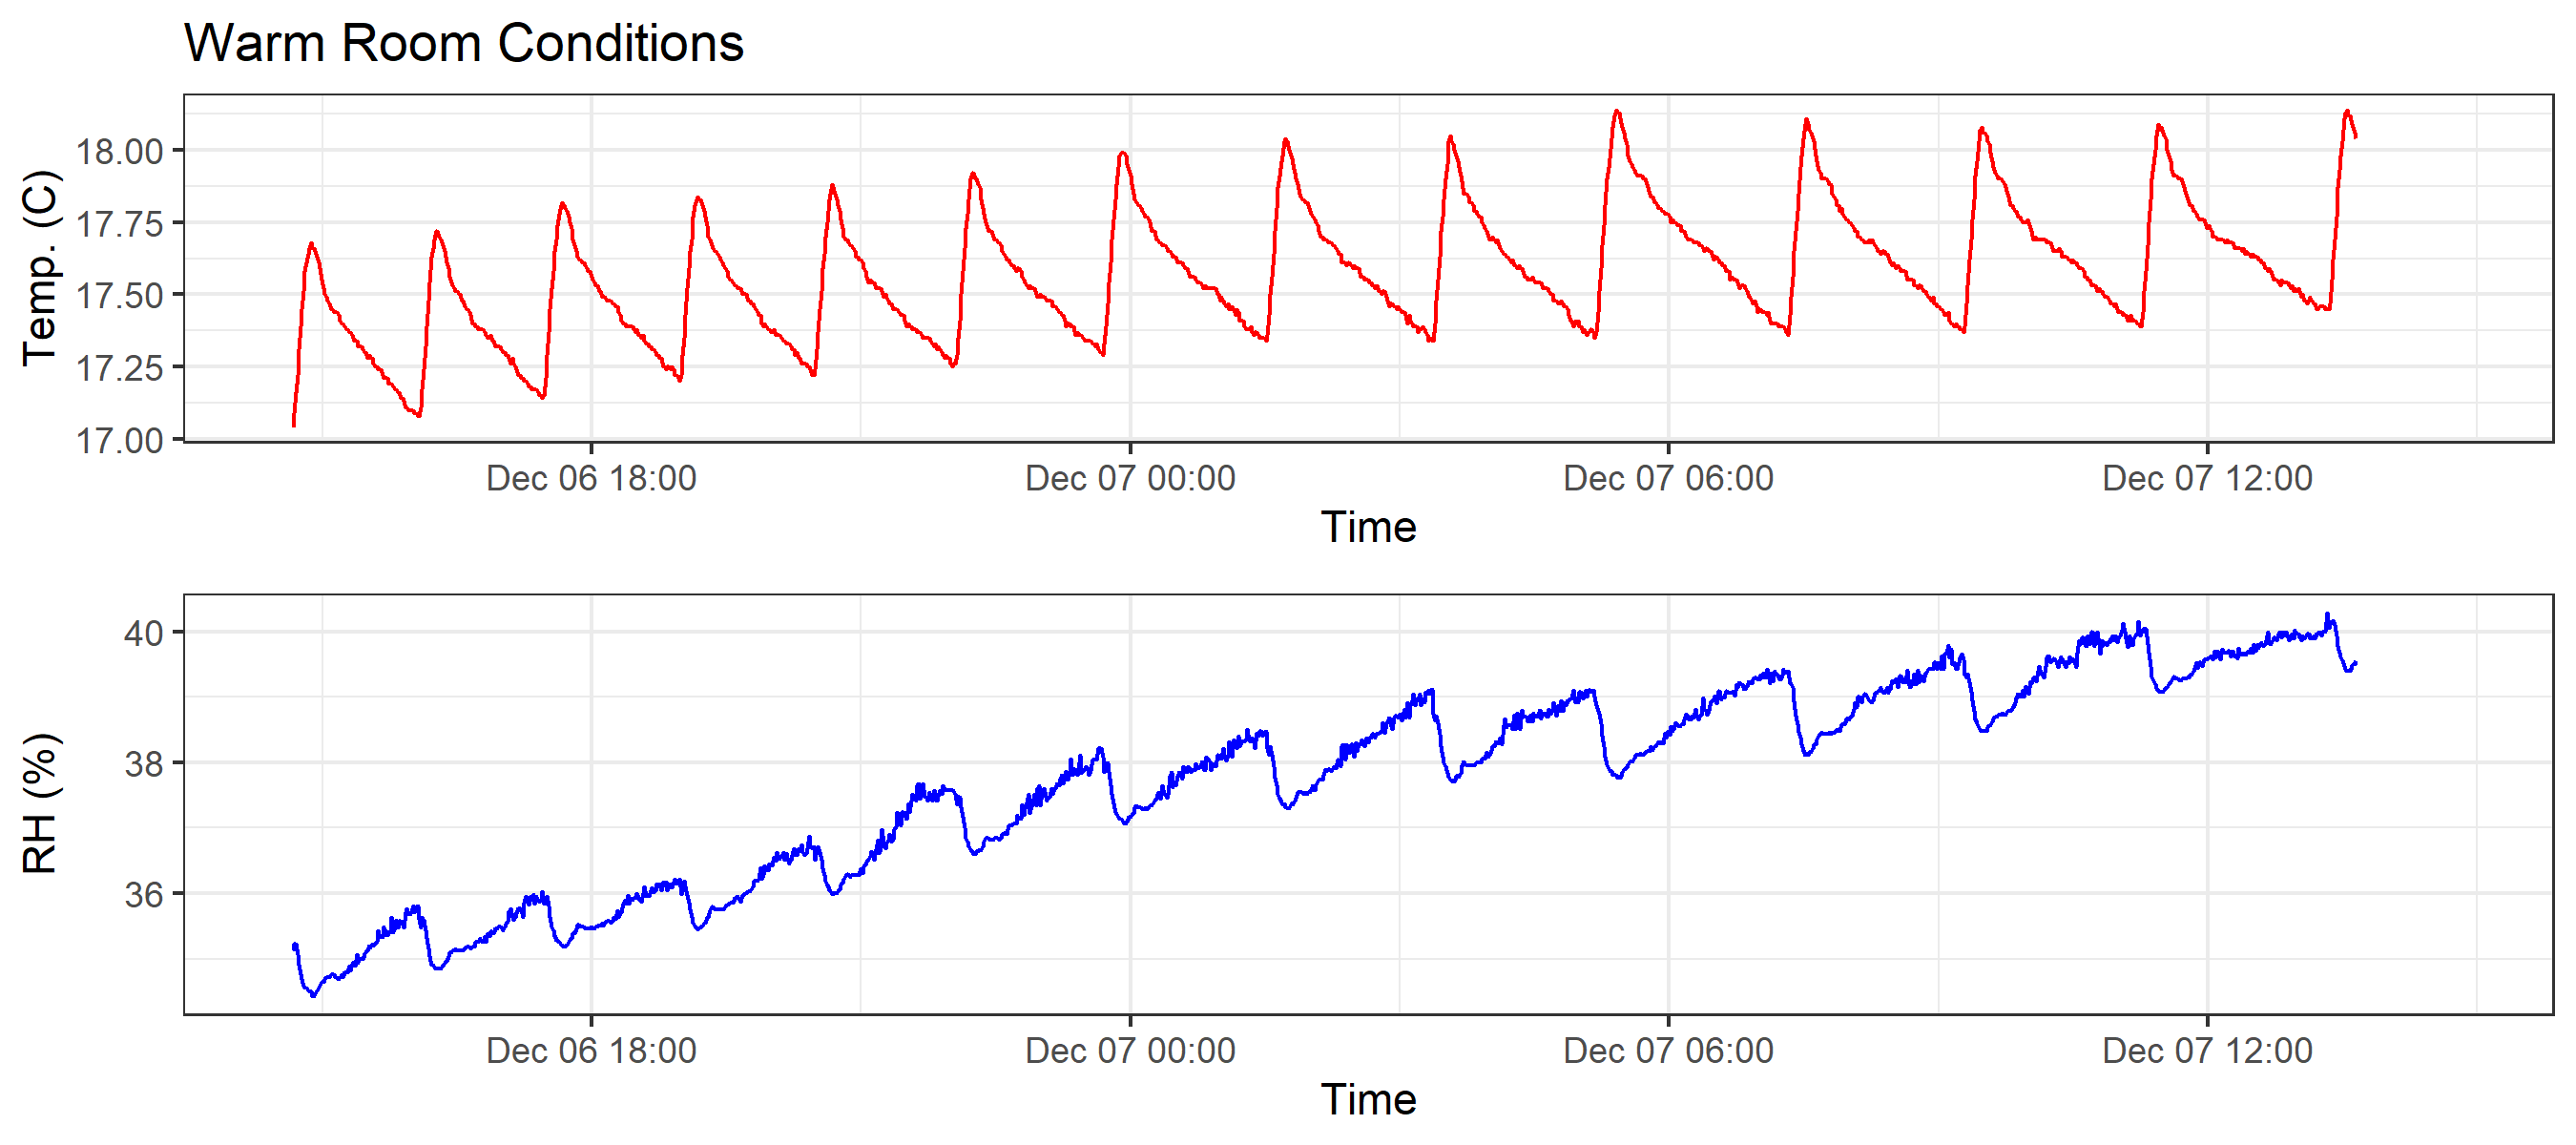 Warm Room Conditions
Temp. (C)
18.00
17.75
17.50
17.25
17.00
Dec 06 18:00 Dec 07 00:00 Dec 07 06:00 Dec 07 12:00
Time
RH (%)
40
38
36
Dec 06 18:00 Dec 07 00:00 Dec 07 06:00 Dec 07 12:00
Time